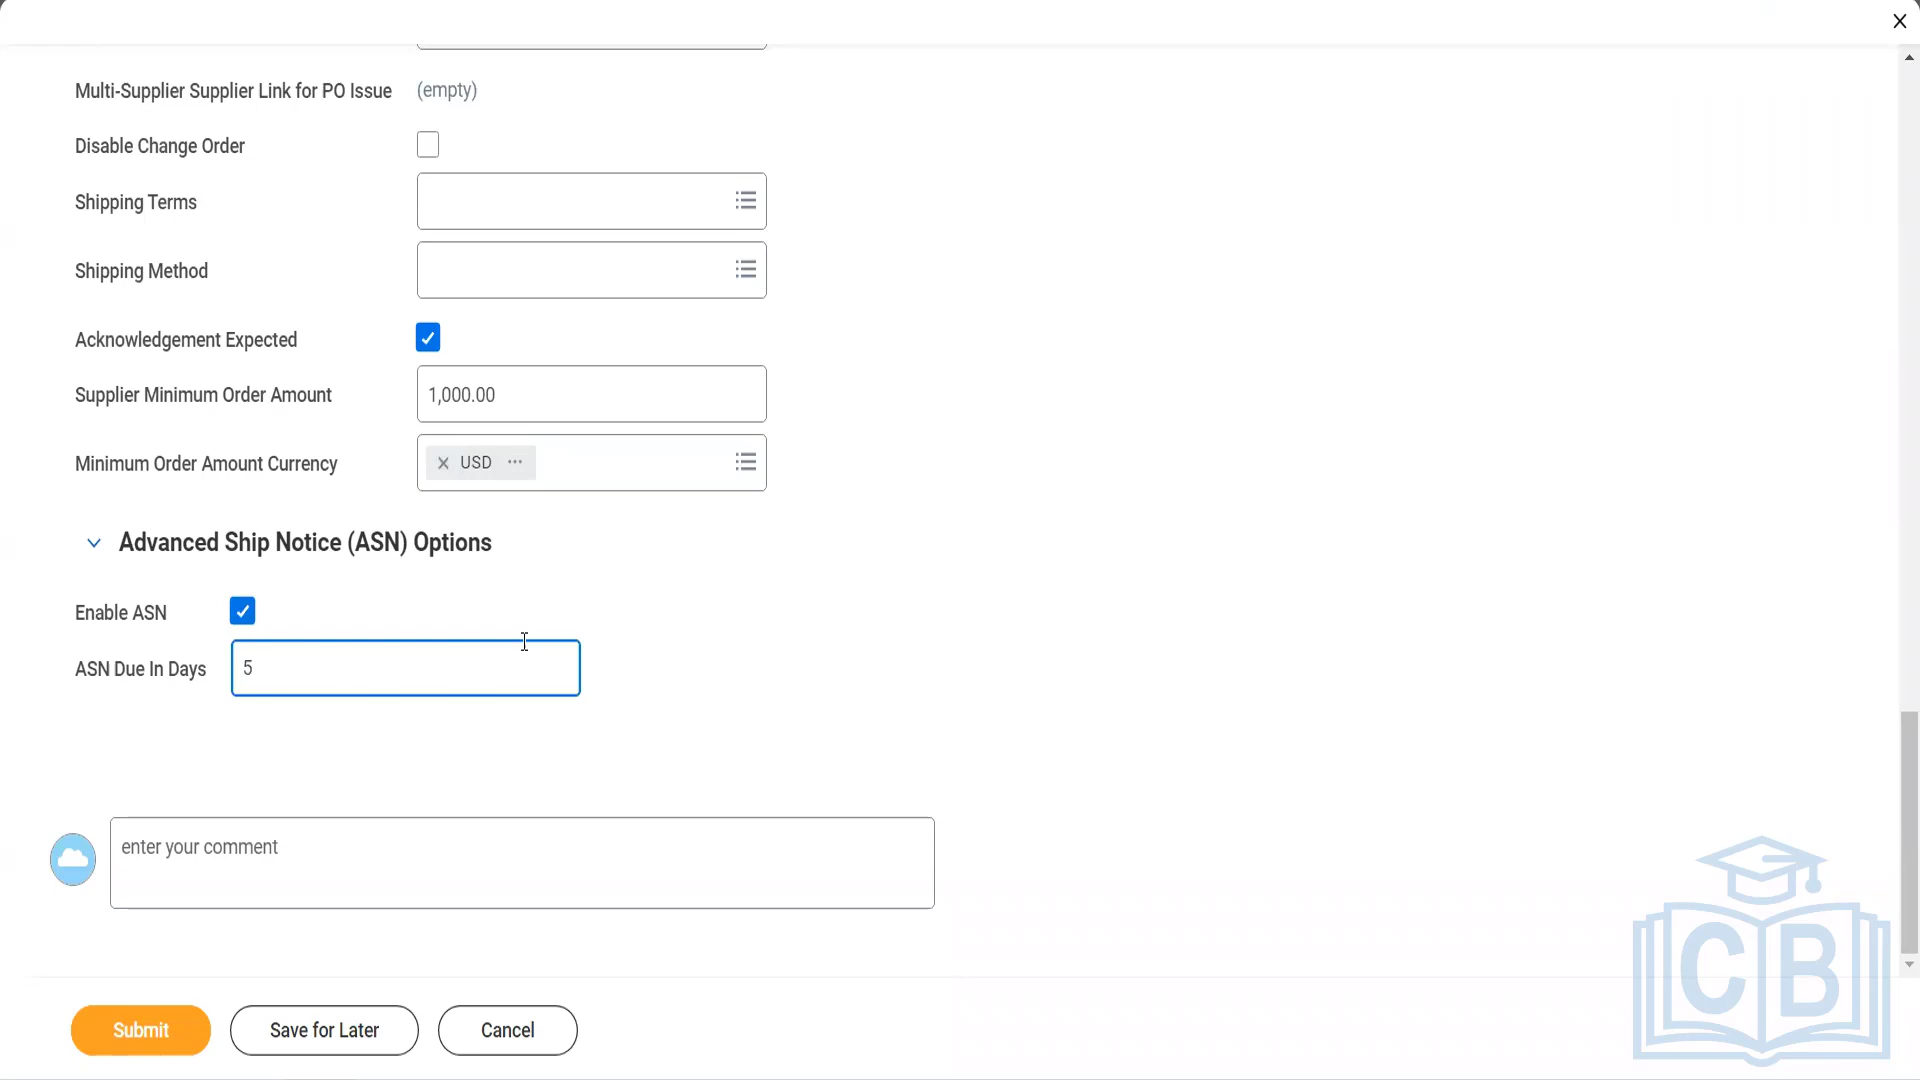 Multi-Supplier Supplier Link for PO Issue (empty)
Disable Change Order
Shipping Terms
Shipping Method
Acknowledgement Expected
Supplier Minimum Order Amount 1,000.00
Minimum Order Amount Currency USD
Advanced Ship Notice (ASN) Options
Enable ASN
ASN Due In Days 5
enter your comment
Submit Save for Later Cancel
CB